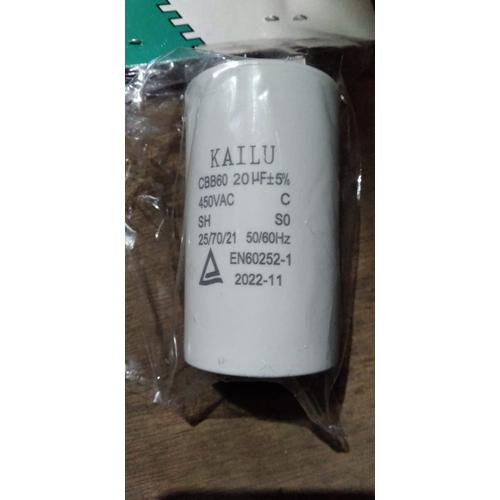 KAILU
CBB60 20µF±5%
450VAC C
SH S0
25/70/21 50/60Hz
EN60252-1
2022-11